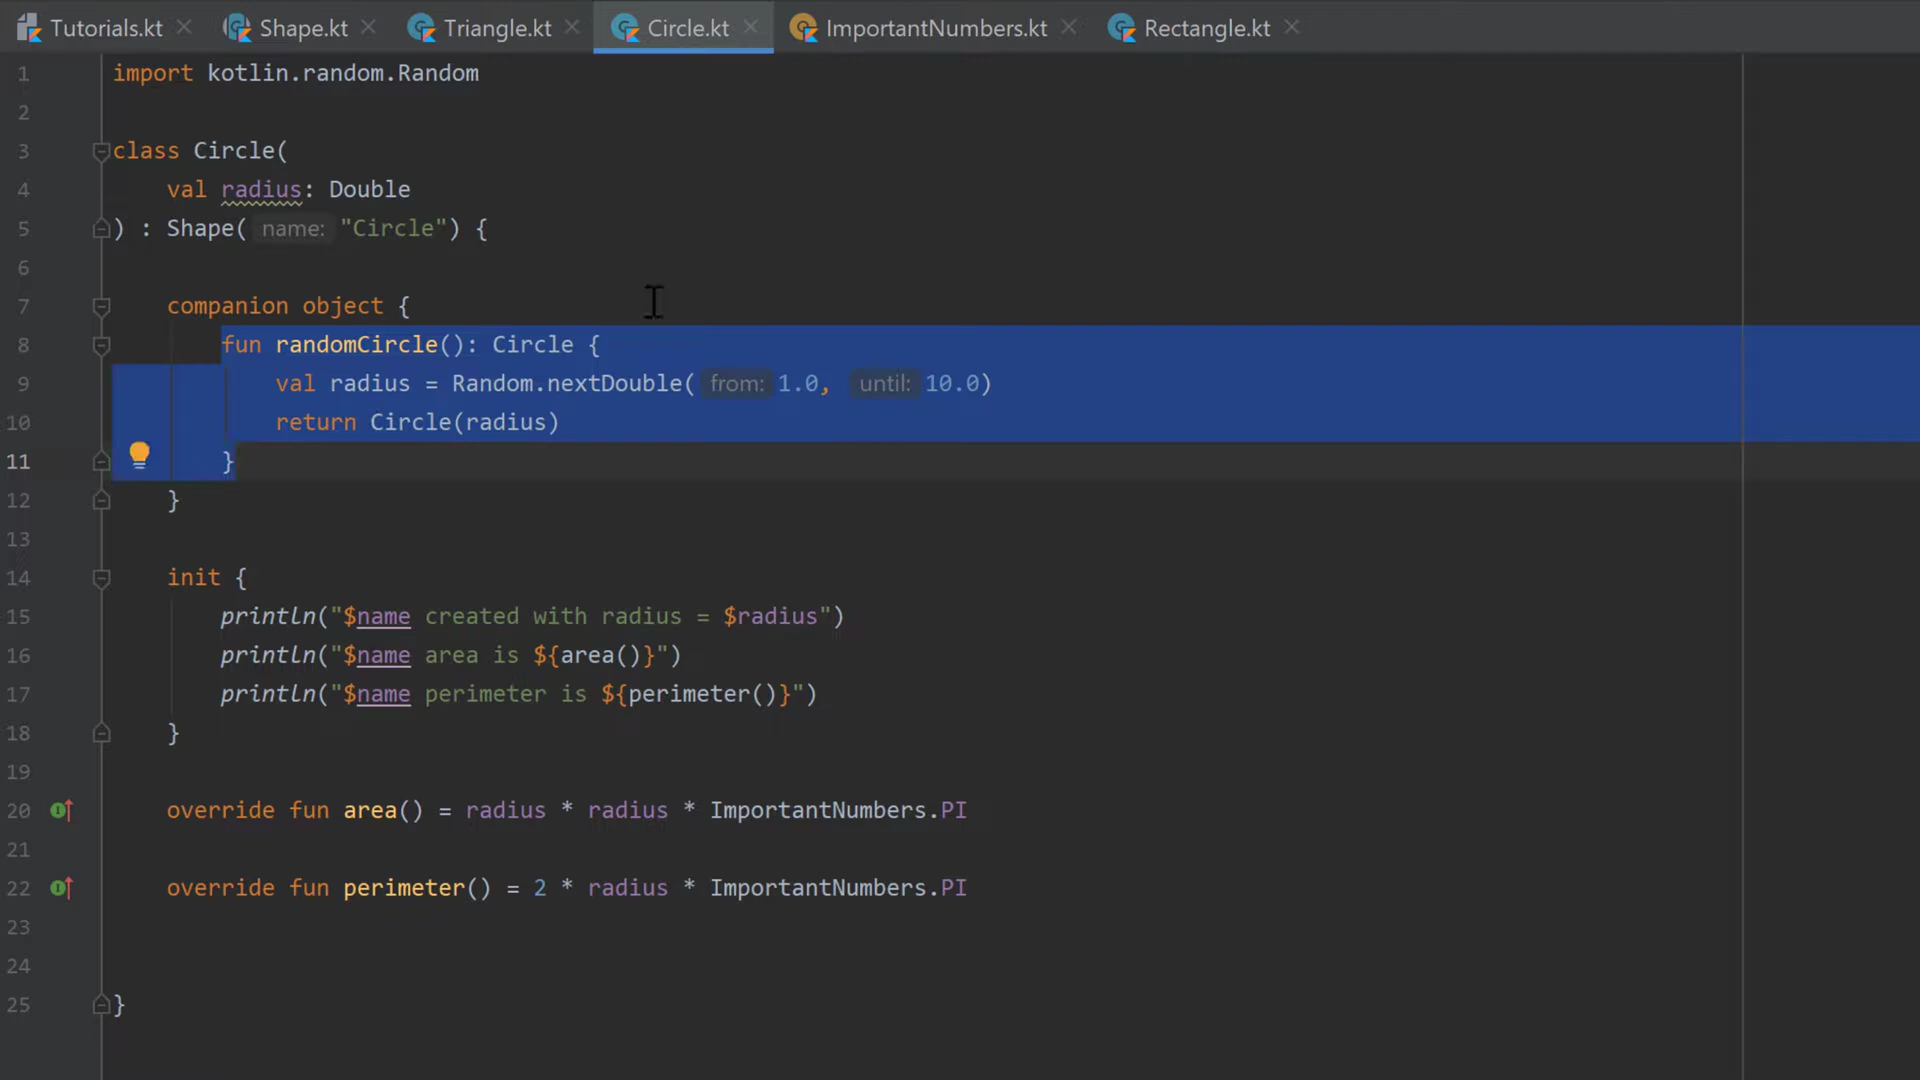 Tutorials.kt Shape.kt Triangle.kt Circle.kt ImportantNumbers.kt Rectangle.kt
1 import kotlin.random.Random
2
3 class Circle(
4 val radius: Double
5 ) : Shape( name: "Circle") {
6
7 companion object {
8 fun randomCircle(): Circle {
9 val radius = Random.nextDouble( from: 1.0, until: 10.0)
10 return Circle(radius)
11 }
12 }
13
14 init {
15 println("$name created with radius = $radius")
16 println("$name area is ${area()}")
17 println("$name perimeter is ${perimeter()}")
18 }
19
20 override fun area() = radius * radius * ImportantNumbers.PI
21
22 override fun perimeter() = 2 * radius * ImportantNumbers.PI
23
24
25 }